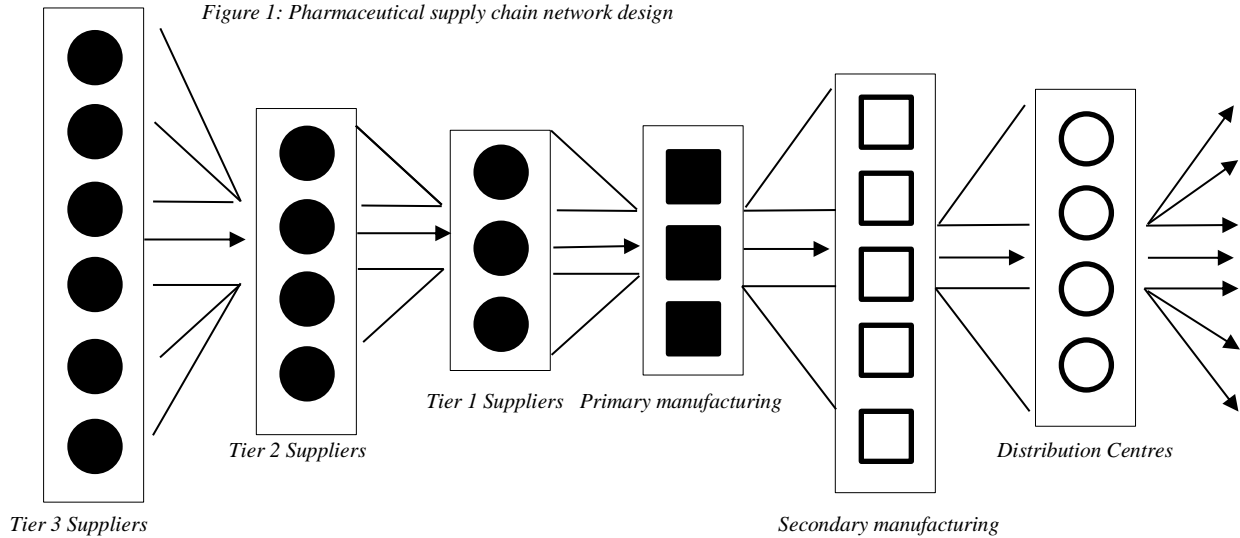 Figure 1: Pharmaceutical supply chain network design
Tier 1 Suppliers
Primary manufacturing
Tier 2 Suppliers
Distribution Centres
Tier 3 Suppliers
Secondary manufacturing